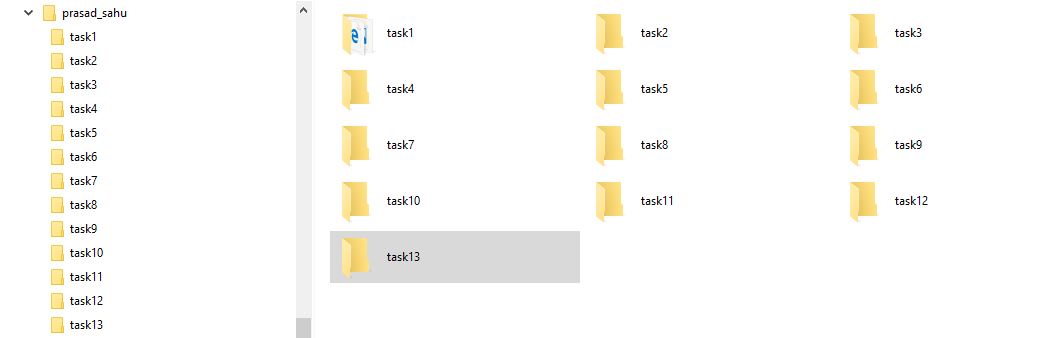 prasad_sahu
task1
task2
task3
task4
task5
task6
task7
task8
task9
task10
task11
task12
task13
task1 task2 task3
task4 task5 task6
task7 task8 task9
task10 task11 task12
task13